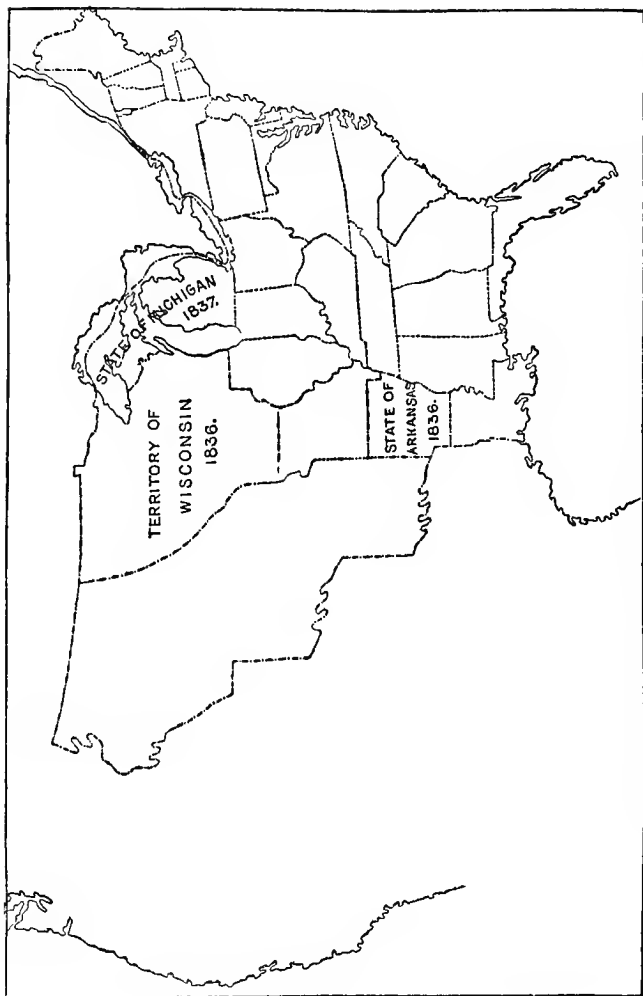 STATE OF MICHIGAN
1837.
TERRITORY OF
WISCONSIN
1836.
STATE OF
ARKANSAS
1836.